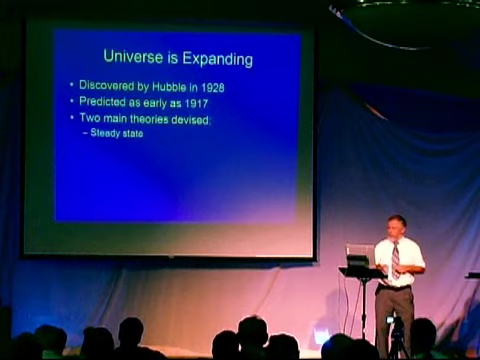 Universe is Expanding
• Discovered by Hubble in 1928
• Predicted as early as 1917
• Two main theories devised:
– Steady state